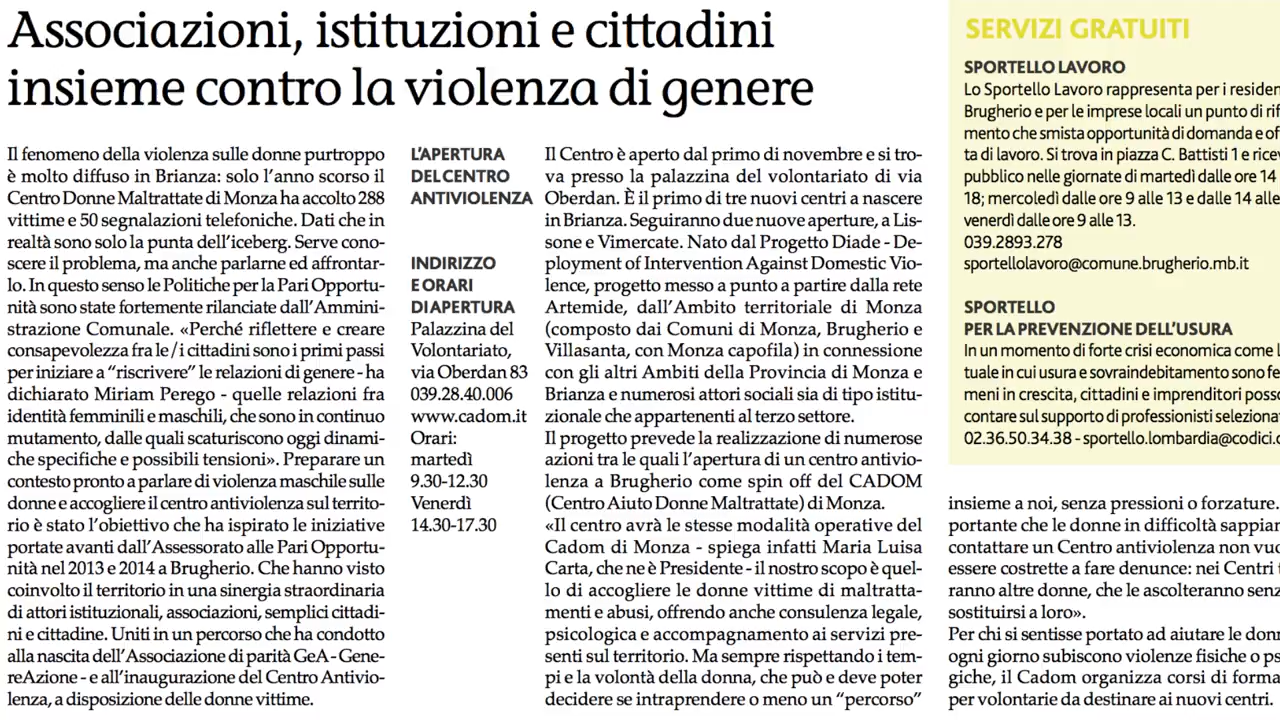 Associazioni, istituzioni e cittadini
insieme contro la violenza di genere
Il fenomeno della violenza sulle donne purtroppo
è molto diffuso in Brianza: solo l'anno scorso il
Centro Donne Maltrattate di Monza ha accolto 288
vittime e 50 segnalazioni telefoniche. Dati che in
realtà sono solo la punta dell'iceberg. Serve cono-
scere il problema, ma anche parlarne ed affrontar-
lo. In questo senso le Politiche per la Pari Opportu-
nità sono state fortemente rilanciate dall'Ammini-
strazione Comunale. «Perché riflettere e creare
consapevolezza fra le/i cittadini sono i primi passi
per iniziare a "riscrivere" le relazioni di genere - ha
dichiarato Miriam Perego - quelle relazioni fra
identità femminili e maschili, che sono in continuo
mutamento, dalle quali scaturiscono oggi dinami-
che specifiche e possibili tensioni». Preparare un
contesto pronto a parlare di violenza maschile sulle
donne e accogliere il centro antiviolenza sul territo-
rio è stato l'obiettivo che ha ispirato le iniziative
portate avanti dall'Assessorato alle Pari Opportu-
nità nel 2013 e 2014 a Brugherio. Che hanno visto
coinvolto il territorio in una sinergia straordinaria
di attori istituzionali, associazioni, semplici cittadi-
ni e cittadine. Uniti in un percorso che ha condotto
alla nascita dell'Associazione di parità GeA - Gene-
reAzione - e all'inaugurazione del Centro Antivio-
lenza, a disposizione delle donne vittime.
L'APERTURA
DEL CENTRO
ANTIVIOLENZA
INDIRIZZO
E ORARI
DI APERTURA
Palazzina del
Volontariato,
via Oberdan 83
039.28.40.006
www.cadom.it
Orari:
martedì
9.30-12.30
Venerdì
14.30-17.30
Il Centro è aperto dal primo di novembre e si tro-
va presso la palazzina del volontariato di via
Oberdan. È il primo di tre nuovi centri a nascere
in Brianza. Seguiranno due nuove aperture, a Lis-
sone e Vimercate. Nato dal Progetto Diade - De-
ployment of Intervention Against Domestic Vio-
lence, progetto messo a punto a partire dalla rete
Artemide, dall'Ambito territoriale di Monza
(composto dai Comuni di Monza, Brugherio e
Villasanta, con Monza capofila) in connessione
con gli altri Ambiti della Provincia di Monza e
Brianza e numerosi attori sociali sia di tipo istitu-
zionale che appartenenti al terzo settore.
Il progetto prevede la realizzazione di numerose
azioni tra le quali l'apertura di un centro antivio-
lenza a Brugherio come spin off del CADOM
(Centro Aiuto Donne Maltrattate) di Monza.
«Il centro avrà le stesse modalità operative del
Cadom di Monza - spiega infatti Maria Luisa
Carta, che ne è Presidente - il nostro scopo è quel-
lo di accogliere le donne vittime di maltratta-
menti e abusi, offrendo anche consulenza legale,
psicologica e accompagnamento ai servizi pre-
senti sul territorio. Ma sempre rispettando i tem-
pi e la volontà della donna, che può e deve poter
decidere se intraprendere o meno un "percorso"
SERVIZI GRATUITI
SPORTELLO LAVORO
Lo Sportello Lavoro rappresenta per i residen
Brugherio e per le imprese locali un punto di rif
mento che smista opportunità di domanda e of
ta di lavoro. Si trova in piazza C. Battisti 1 e ricev
pubblico nelle giornate di martedì dalle ore 14
18; mercoledì dalle ore 9 alle 13 e dalle 14 alle
venerdì dalle ore 9 alle 13.
039.2893.278
sportellolavoro@comune.brugherio.mb.it
SPORTELLO
PER LA PREVENZIONE DELL'USURA
In un momento di forte crisi economica come l
tuale in cui usura e sovraindebitamento sono fe
meni in crescita, cittadini e imprenditori posso
contare sul supporto di professionisti selezionat
02.36.50.34.38 - sportello.lombardia@codici.
insieme a noi, senza pressioni o forzature.
portante che le donne in difficoltà sappian
contattare un Centro antiviolenza non vuo
essere costrette a fare denunce: nei Centri t
ranno altre donne, che le ascolteranno senz
sostituirsi a loro».
Per chi si sentisse portato ad aiutare le donn
ogni giorno subiscono violenze fisiche o ps
giche, il Cadom organizza corsi di forma
per volontarie da destinare ai nuovi centri.